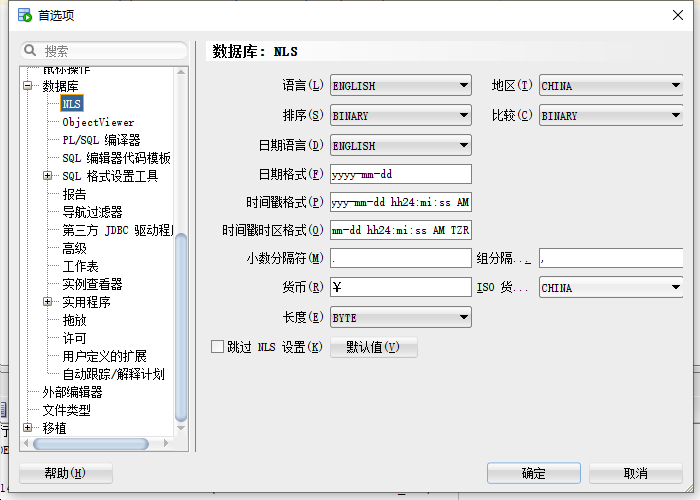 首选项
搜索
鼠标操作
数据库
NLS
ObjectViewer
PL/SQL 编译器
SQL 编辑器代码模板
SQL 格式设置工具
报告
导航过滤器
第三方 JDBC 驱动程
高级
工作表
实例查看器
实用程序
拖放
许可
用户定义的扩展
自动跟踪/解释计划
外部编辑器
文件类型
移植
数据库: NLS
语言(L) ENGLISH 地区(T) CHINA
排序(S) BINARY 比较(C) BINARY
日期语言(D) ENGLISH
日期格式(F) yyyy-mm-dd
时间戳格式(P) yyy-mm-dd hh24:mi:ss AM
时间戳时区格式(O) mm-dd hh24:mi:ss AM TZR
小数分隔符(M) . 组分隔... ,
货币(R) ¥ ISO 货... CHINA
长度(E) BYTE
跳过 NLS 设置(K) 默认值(V)
帮助(H) 确定 取消